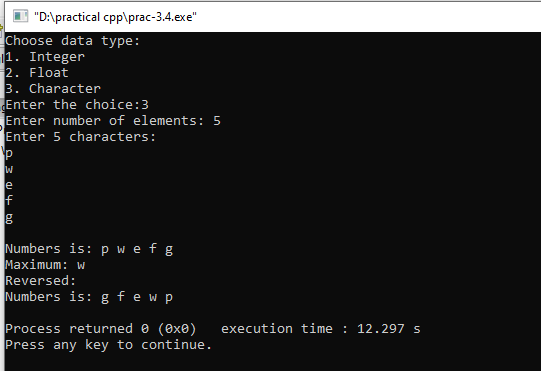 "D:\practical cpp\prac-3.4.exe"
Choose data type:
1. Integer
2. Float
3. Character
Enter the choice:3
Enter number of elements: 5
Enter 5 characters:
p
w
e
f
g
Numbers is: p w e f g
Maximum: w
Reversed:
Numbers is: g f e w p
Process returned 0 (0x0)   execution time : 12.297 s
Press any key to continue.